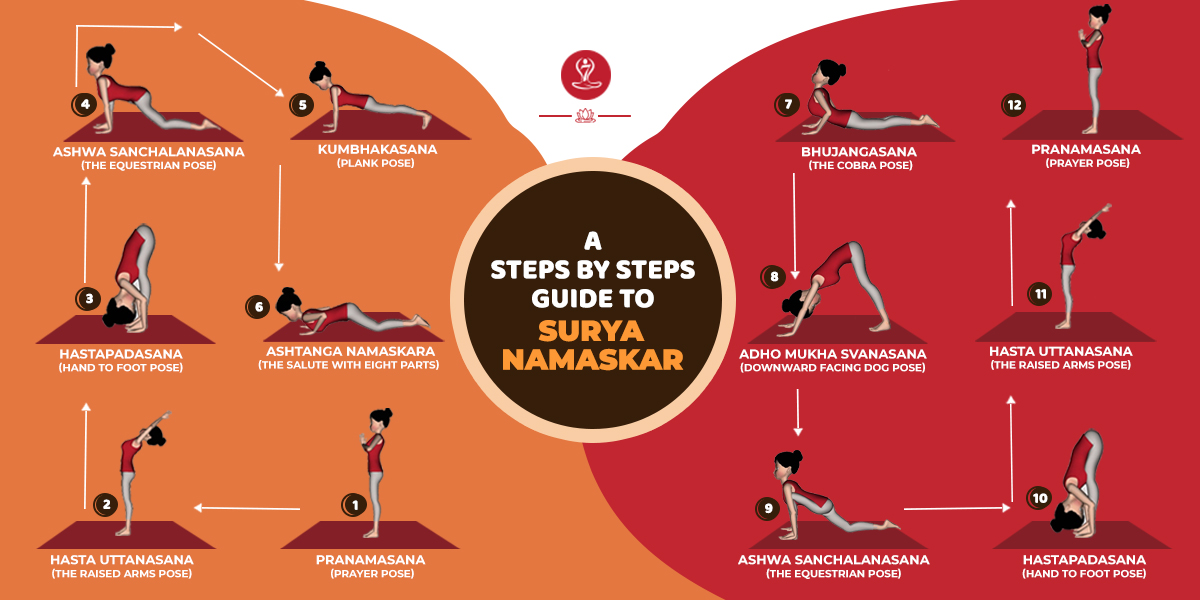 A
STEPS BY STEPS
GUIDE TO
SURYA
NAMASKAR
1
PRANAMASANA
(PRAYER POSE)
2
HASTA UTTANASANA
(THE RAISED ARMS POSE)
3
HASTAPADASANA
(HAND TO FOOT POSE)
4
ASHWA SANCHALANASANA
(THE EQUESTRIAN POSE)
5
KUMBHAKASANA
(PLANK POSE)
6
ASHTANGA NAMASKARA
(THE SALUTE WITH EIGHT PARTS)
7
BHUJANGASANA
(THE COBRA POSE)
8
ADHO MUKHA SVANASANA
(DOWNWARD FACING DOG POSE)
9
ASHWA SANCHALANASANA
(THE EQUESTRIAN POSE)
10
HASTAPADASANA
(HAND TO FOOT POSE)
11
HASTA UTTANASANA
(THE RAISED ARMS POSE)
12
PRANAMASANA
(PRAYER POSE)